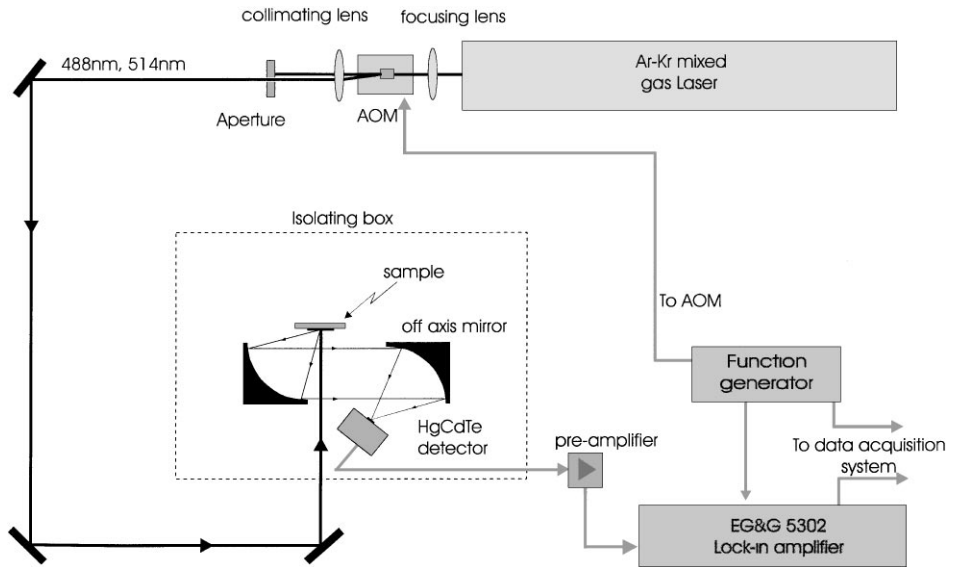 collimating lens
focusing lens
488nm, 514nm
Ar-Kr mixed
gas Laser
Aperture
AOM
Isolating box
sample
To AOM
off axis mirror
Function
generator
HgCdTe
detector
pre-amplifier
To data acquisition
system
EG&G 5302
Lock-in amplifier